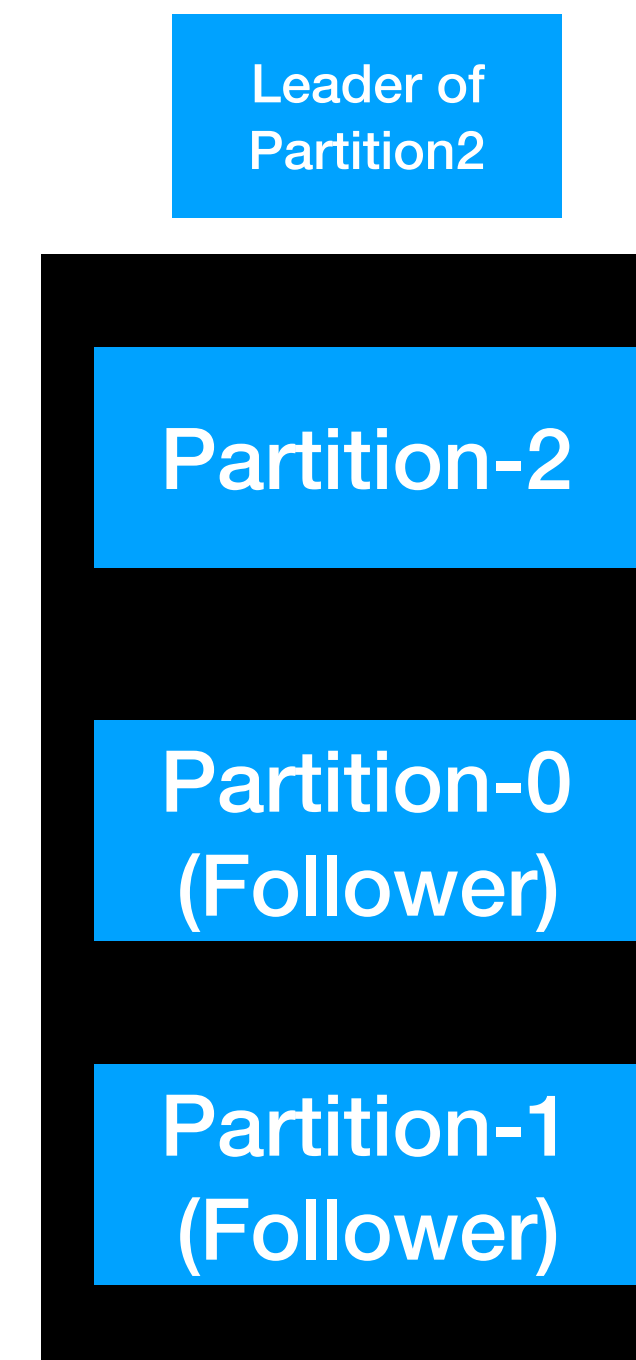 Leader of
Partition2
Partition-2
Partition-0
(Follower)
Partition-1
(Follower)